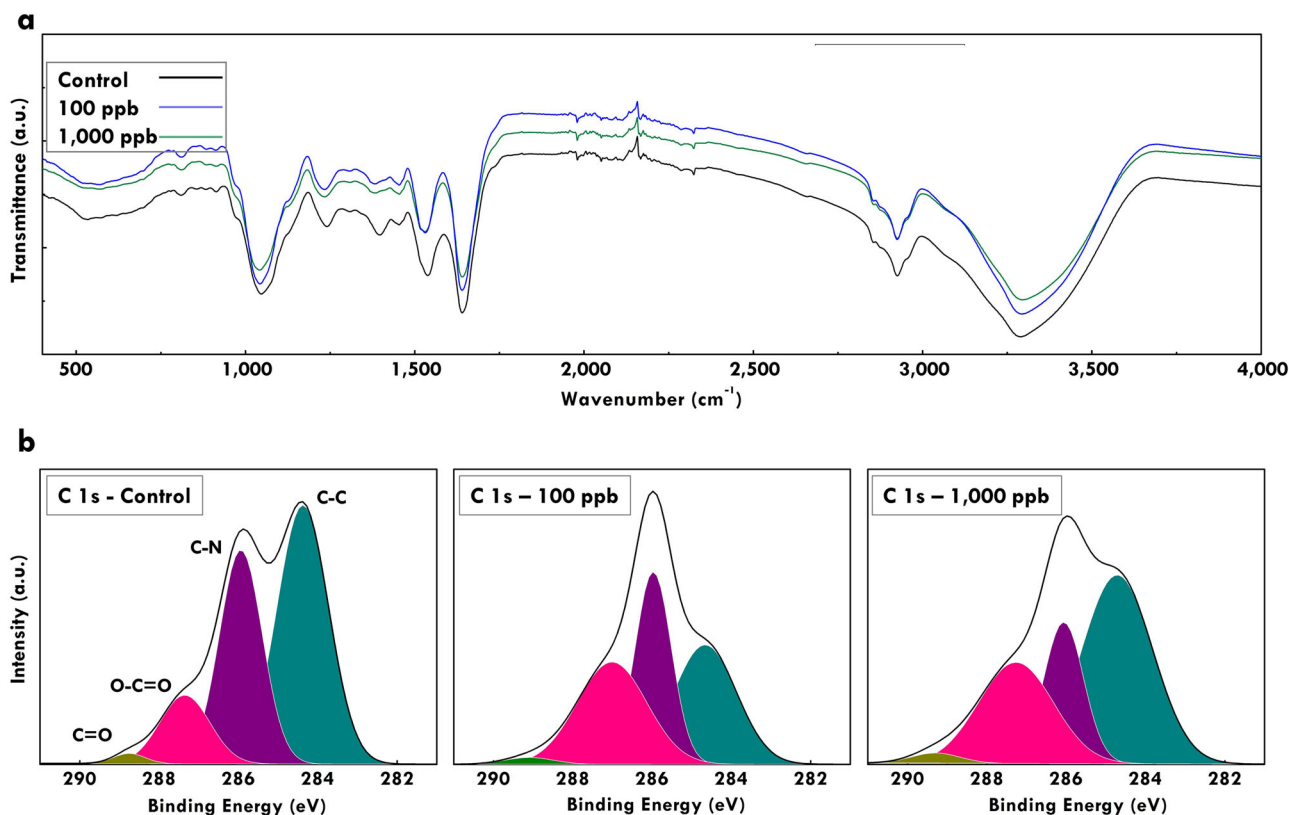 a
Transmittance (a.u.)
Control
100 ppb
1,000 ppb
500 1,000 1,500 2,000 2,500 3,000 3,500 4,000
Wavenumber (cm⁻¹)
b
Intensity (a.u.)
C 1s - Control
C-C
C-N
O-C=O
C=O
290 288 286 284 282
Binding Energy (eV)
C 1s – 100 ppb
290 288 286 284 282
Binding Energy (eV)
C 1s – 1,000 ppb
290 288 286 284 282
Binding Energy (eV)